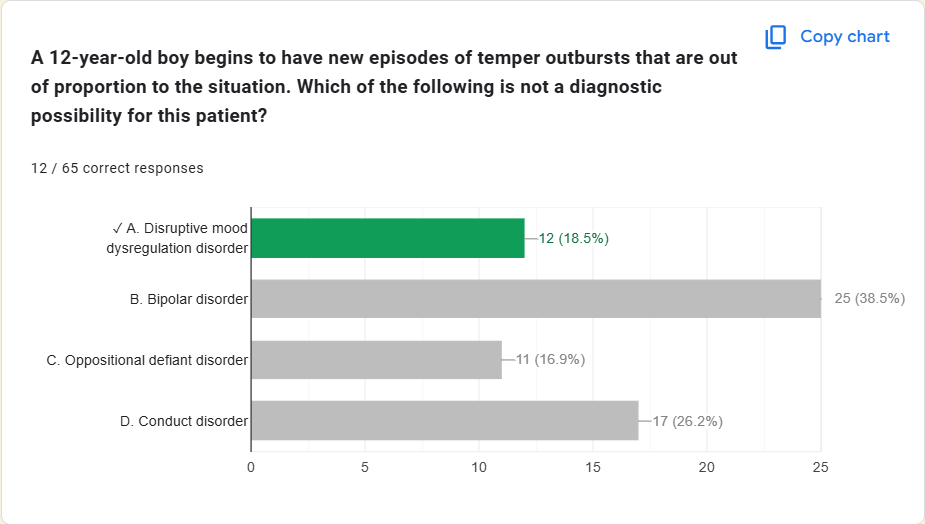 Copy chart
A 12-year-old boy begins to have new episodes of temper outbursts that are out
of proportion to the situation. Which of the following is not a diagnostic
possibility for this patient?
12 / 65 correct responses
✓ A. Disruptive mood
dysregulation disorder
12 (18.5%)
B. Bipolar disorder
25 (38.5%)
C. Oppositional defiant disorder
11 (16.9%)
D. Conduct disorder
17 (26.2%)
0 5 10 15 20 25